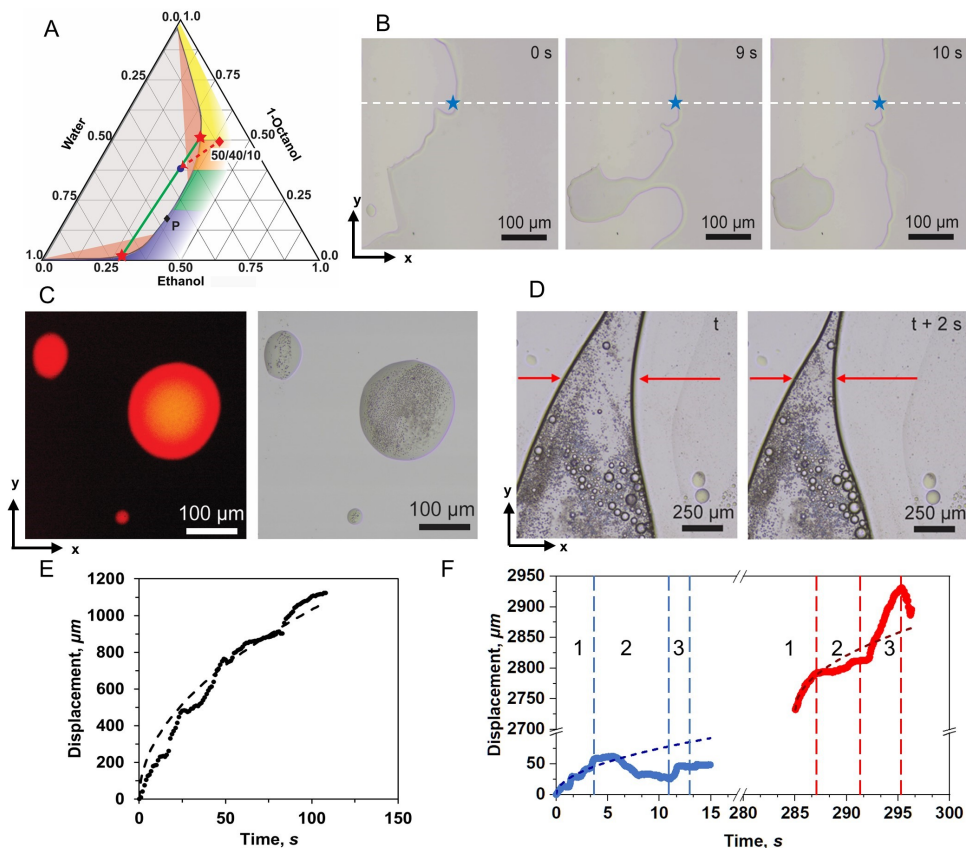 A
0.0 1.0
0.25 0.75
Water
1-Octanol
0.50 0.50
50/40/10
0.75 0.25
P
1.0 0.0
0.0 0.25 0.50 0.75 1.0
Ethanol
B
0 s
9 s
10 s
y
x
100 µm
100 µm
100 µm
C
y
x
100 µm
100 µm
D
t
t + 2 s
y
x
250 µm
250 µm
E
1200
1000
800
600
400
200
0
Displacement, µm
0 50 100 150
Time, s
F
2950
2900
2850
2800
2750
2700
50
0
Displacement, µm
1 2 3
1 2 3
0 5 10 15 280 285 290 295 300
Time, s